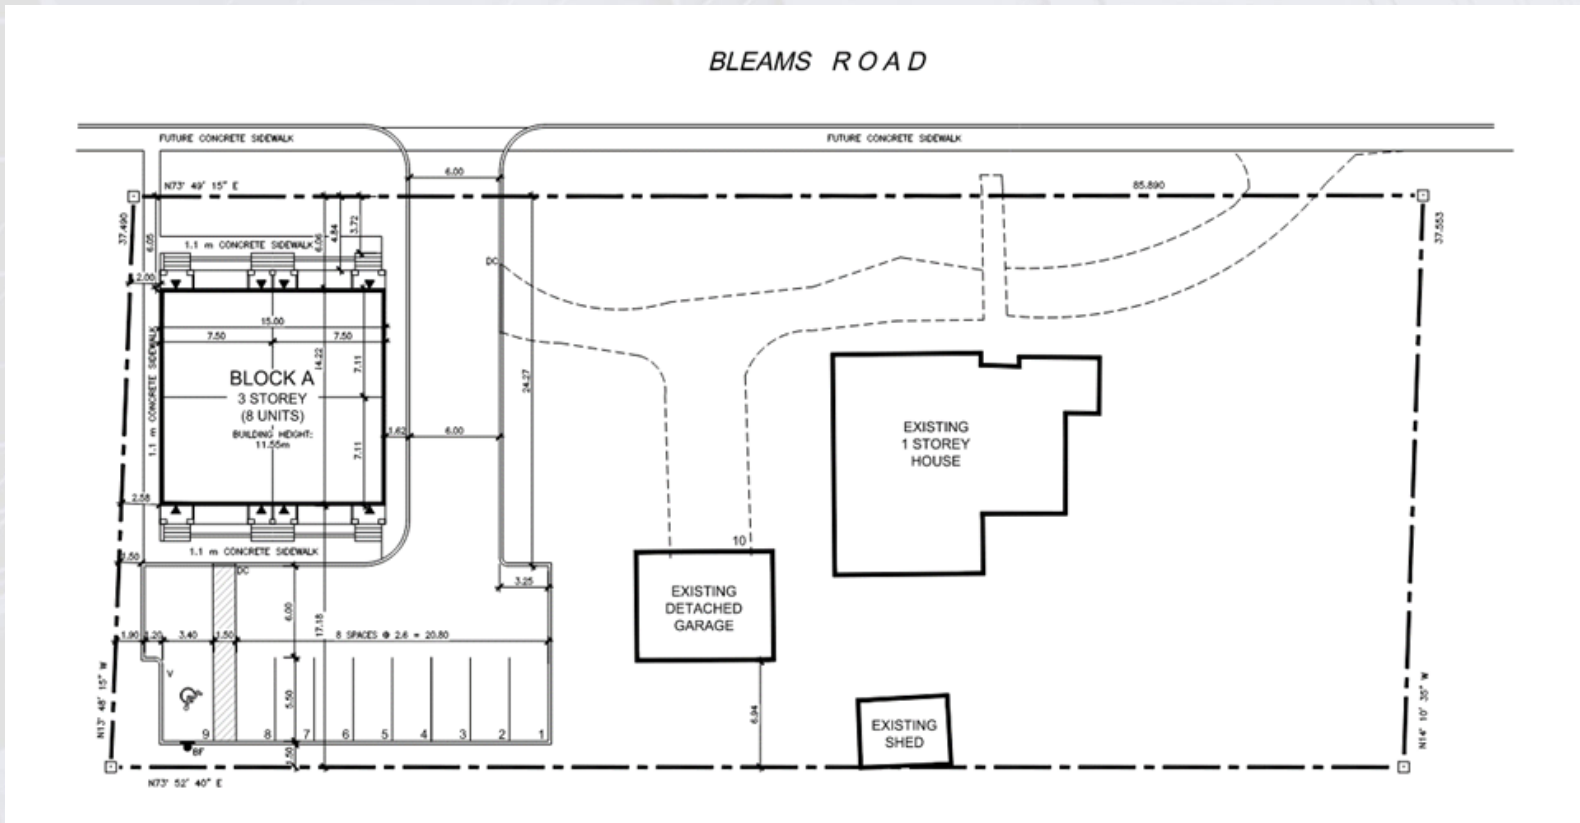 BLEAMS ROAD
FUTURE CONCRETE SIDEWALK
FUTURE CONCRETE SIDEWALK
6.00
N73° 49' 15" E
85.890
37.490
6.05
6.06
4.84
3.72
37.553
1.1 m CONCRETE SIDEWALK
DC
2.00
15.00
7.50
7.50
14.22
7.11
24.27
BLOCK A
3 STOREY
(8 UNITS)
BUILDING HEIGHT:
11.55m
1.1 m CONCRETE SIDEWALK
1.62
6.00
7.11
EXISTING
1 STOREY
HOUSE
2.58
1.1 m CONCRETE SIDEWALK
10
1.50
DC
3.25
EXISTING
DETACHED
GARAGE
6.00
17.18
1.90
1.20
3.40
1.50
8 SPACES @ 2.6 = 20.80
V
5.50
6.94
N13° 48' 15" W
N14° 10' 35" W
EXISTING
SHED
9
8
7
6
5
4
3
2
1
BF
N73° 52' 40" E